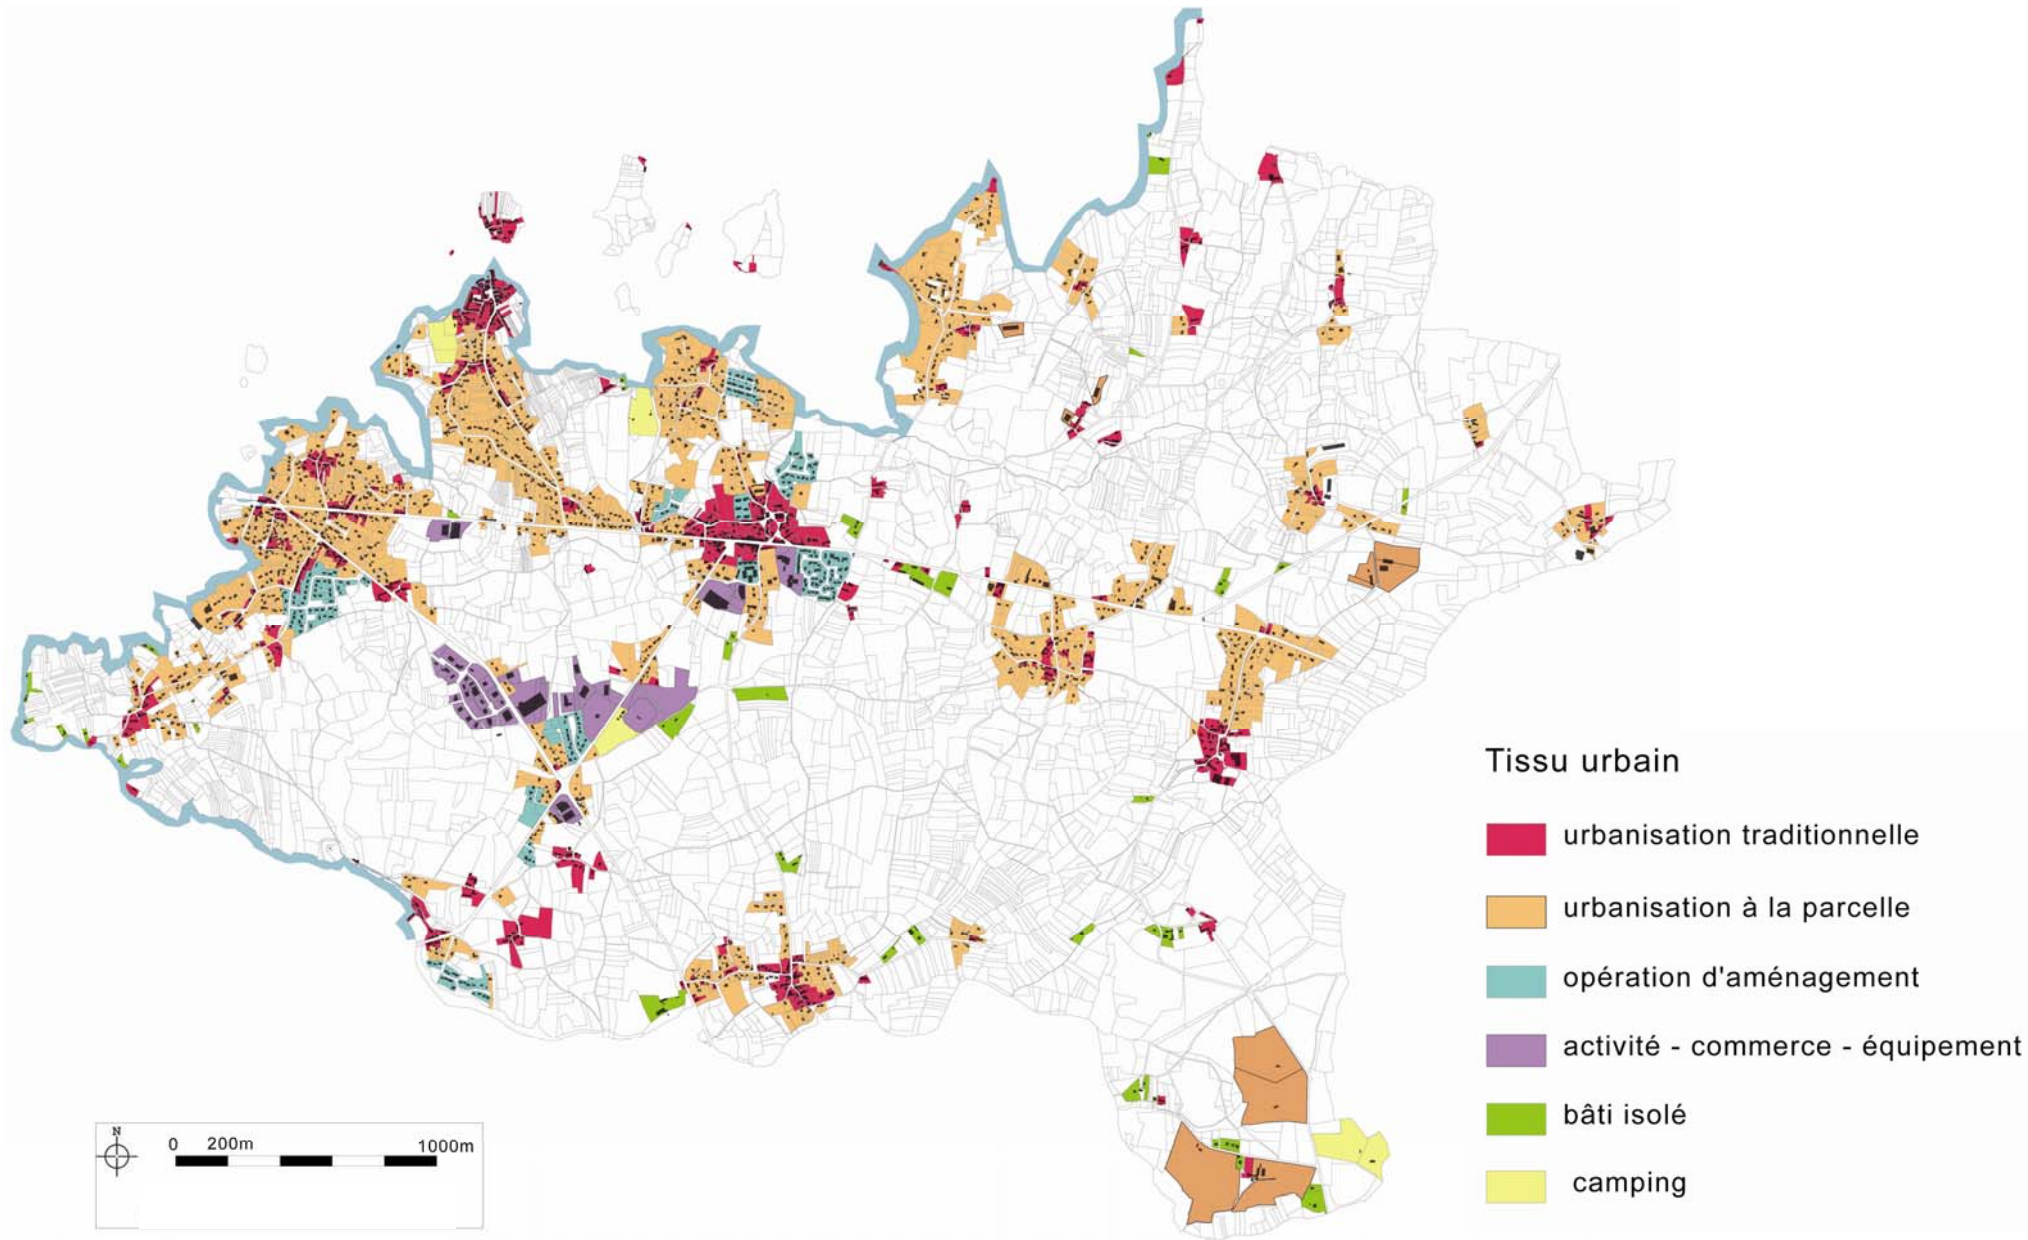 Tissu urbain
urbanisation traditionnelle
urbanisation à la parcelle
opération d'aménagement
activité - commerce - équipement
bâti isolé
camping
N
0 200m 1000m